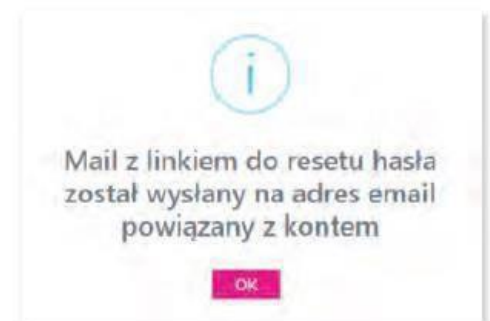 i
Mail z linkiem do resetu hasła
został wysłany na adres email
powiązany z kontem
OK